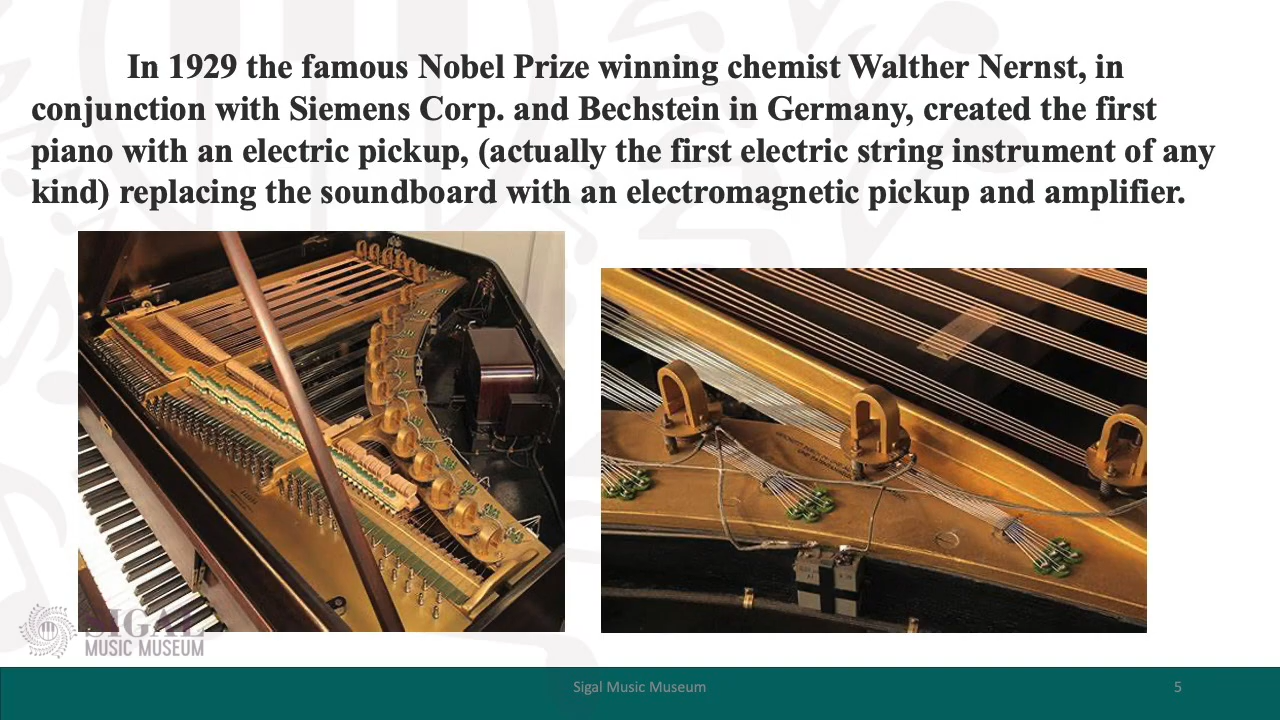 In 1929 the famous Nobel Prize winning chemist Walther Nernst, in
conjunction with Siemens Corp. and Bechstein in Germany, created the first
piano with an electric pickup, (actually the first electric string instrument of any
kind) replacing the soundboard with an electromagnetic pickup and amplifier.
SIGAL
MUSIC MUSEUM
Sigal Music Museum
5